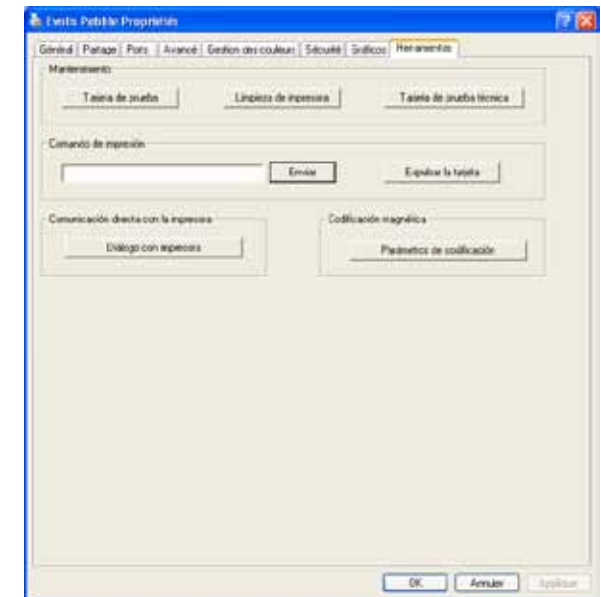 Evolis Pebble Propriétés
Général Partage Ports Avancé Gestion des couleurs Sécurité Gráficos Herramientas
Mantenimiento
Tarjeta de prueba Limpieza de impresora Tarjeta de prueba técnica
Comando de impresión
Enviar Expulsar la tarjeta
Comunicación directa con la impresora Codificación magnética
Diálogo con impresora Parámetros de codificación
OK Annuler Appliquer